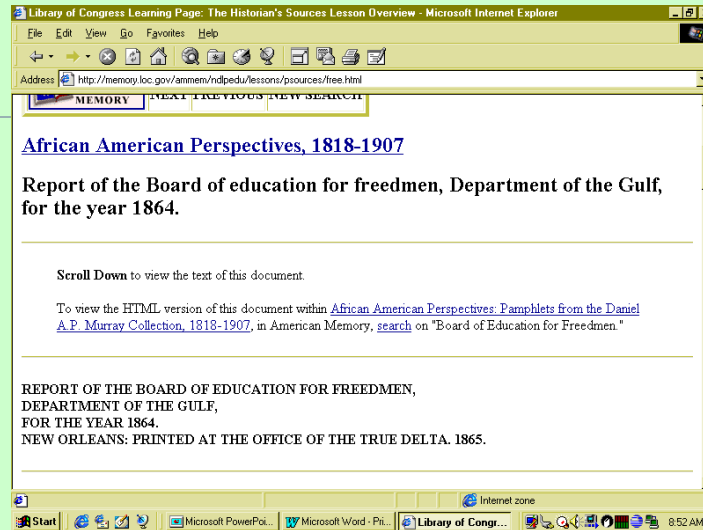 Library of Congress Learning Page: The Historian's Sources Lesson Overview - Microsoft Internet Explorer
File Edit View Go Favorites Help
Address http://memory.loc.gov/ammem/ndlpedu/lessons/psources/free.html
MEMORY NEXT PREVIOUS NEW SEARCH
African American Perspectives, 1818-1907
Report of the Board of education for freedmen, Department of the Gulf,
for the year 1864.
Scroll Down to view the text of this document.
To view the HTML version of this document within African American Perspectives: Pamphlets from the Daniel
A.P. Murray Collection, 1818-1907, in American Memory, search on "Board of Education for Freedmen."
REPORT OF THE BOARD OF EDUCATION FOR FREEDMEN,
DEPARTMENT OF THE GULF,
FOR THE YEAR 1864.
NEW ORLEANS: PRINTED AT THE OFFICE OF THE TRUE DELTA. 1865.
Internet zone
Start Microsoft PowerPoi... Microsoft Word - Pri... Library of Congr... 8:52 AM